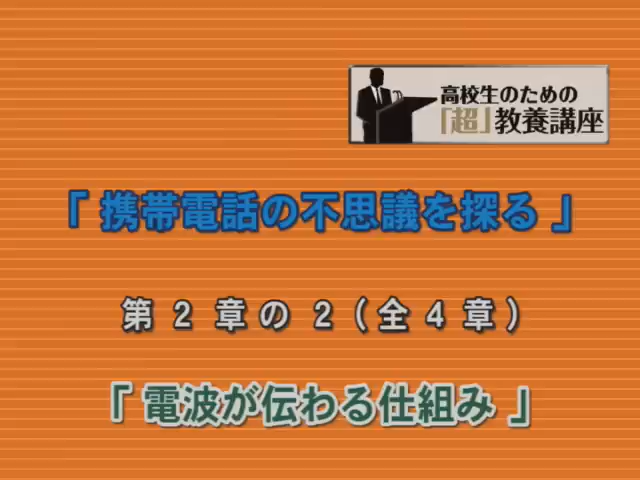 高校生のための
「超」教養講座
「 携帯電話の不思議を探る 」
第 2 章の 2 ( 全 4 章 )
「 電波が伝わる仕組み 」